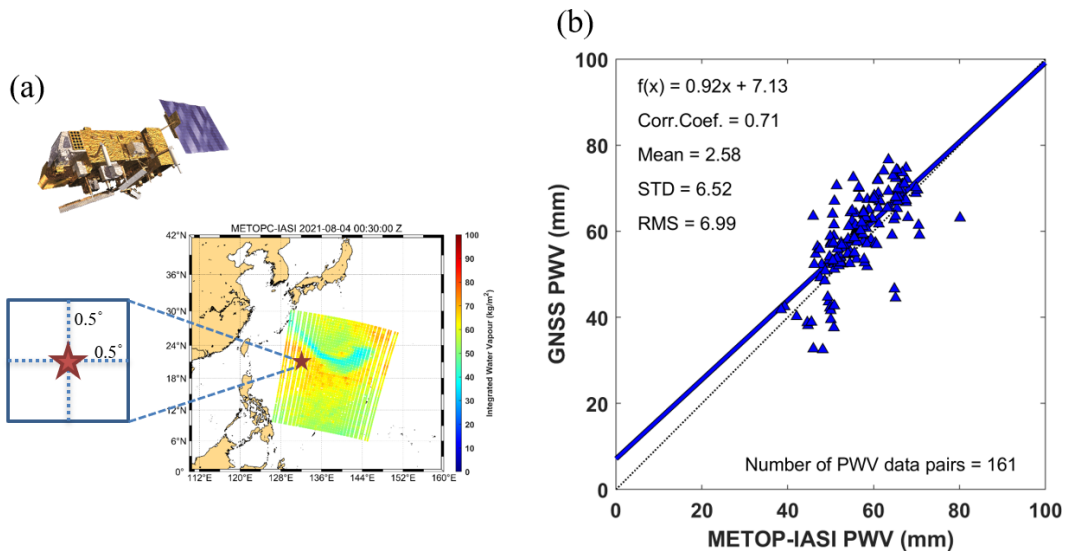 (a)
METOPC-IASI 2021-08-04 00:30:00 Z
42°N
36°N
30°N
24°N
18°N
12°N
6°N
0°
112°E 120°E 128°E 136°E 144°E 152°E 160°E
100
90
80
70
60
50
40
30
20
10
0
Integrated Water Vapour (kg/m²)
0.5°
0.5°
(b)
f(x) = 0.92x + 7.13
Corr.Coef. = 0.71
Mean = 2.58
STD = 6.52
RMS = 6.99
Number of PWV data pairs = 161
100
80
60
40
20
0
GNSS PWV (mm)
0 20 40 60 80 100
METOP-IASI PWV (mm)